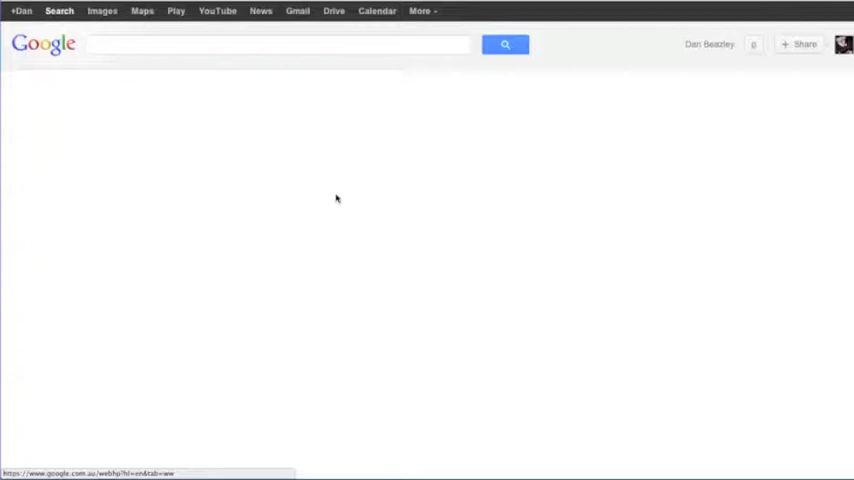 +Dan Search Images Maps Play YouTube News Gmail Drive Calendar More
Google Dan Beazley 0 + Share
https://www.google.com.au/webhp?hl=en&tab=ww